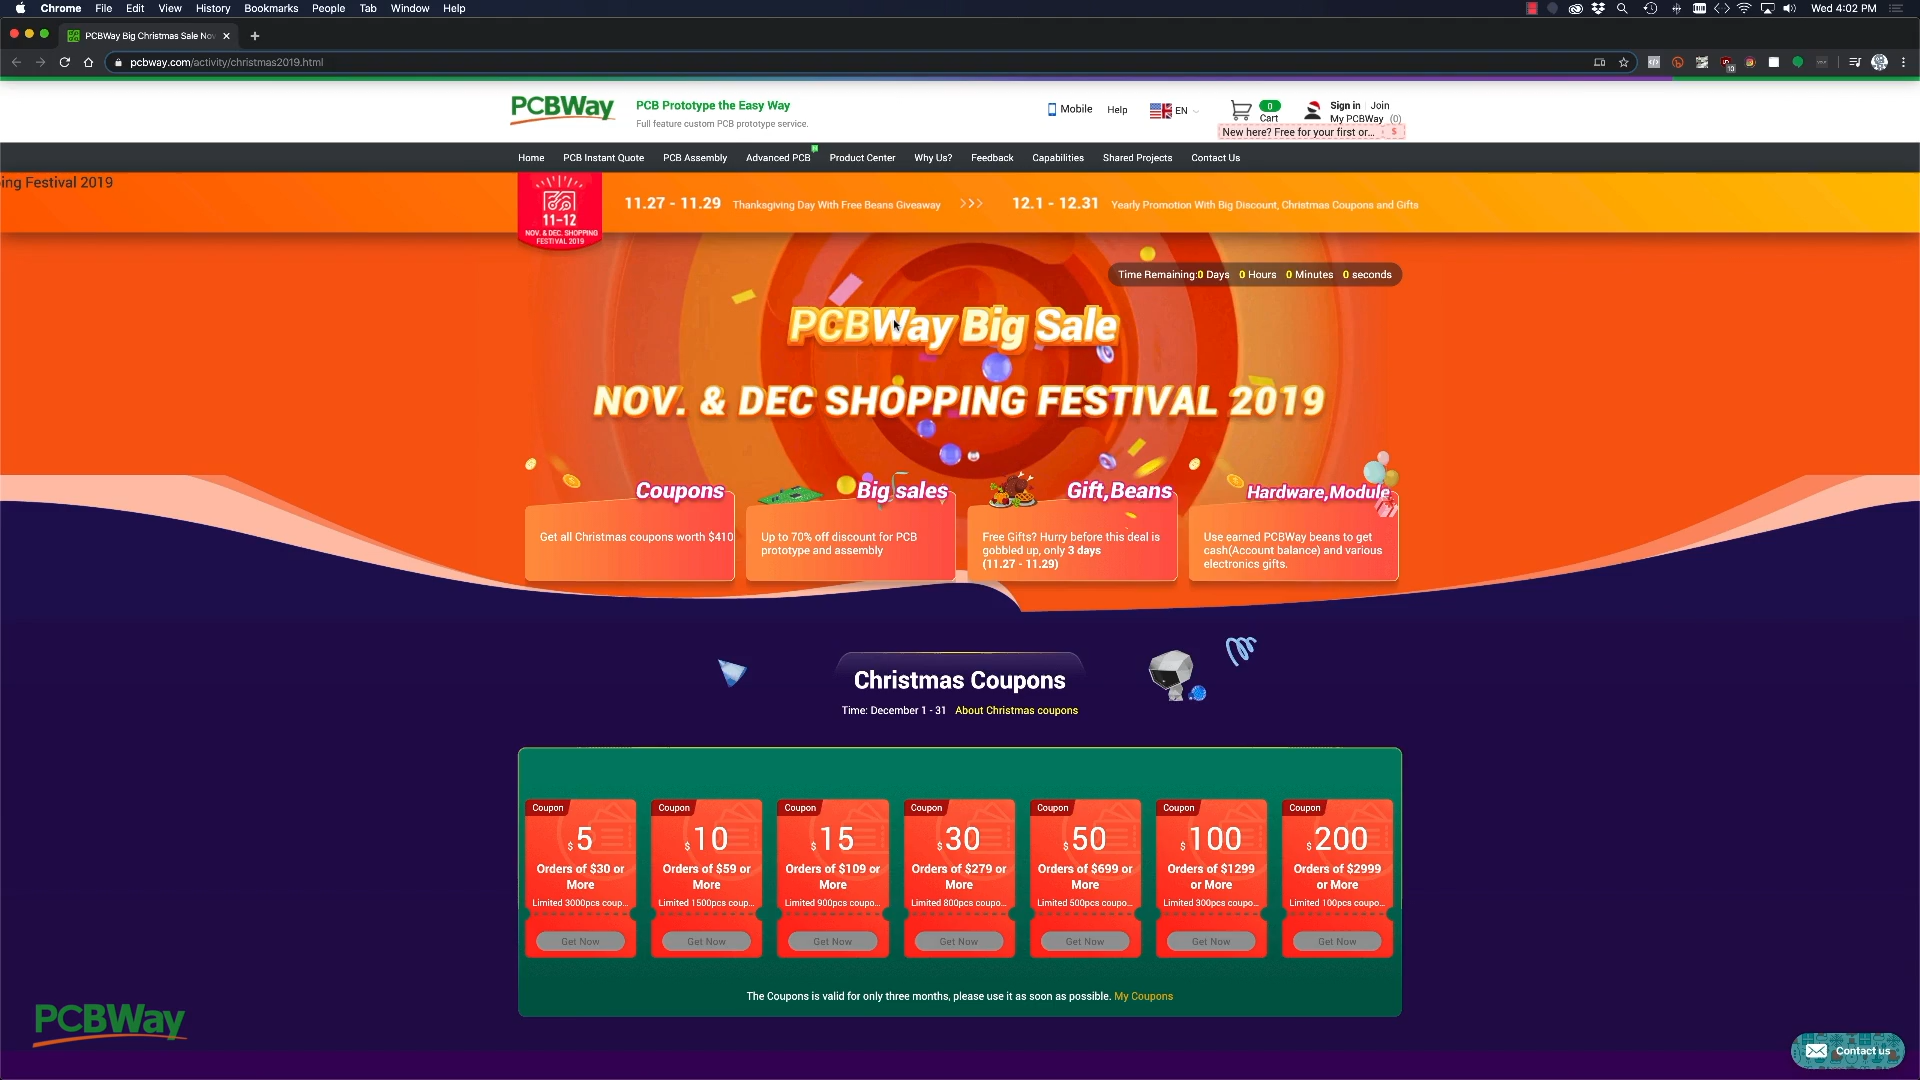 Chrome File Edit View History Bookmarks People Tab Window Help
Wed 4:02 PM
PCBWay Big Christmas Sale Nov
pcbway.com/activity/christmas2019.html
PCBWay
PCB Prototype the Easy Way
Full feature custom PCB prototype service.
Mobile Help EN
0
Cart
Sign in Join
My PCBWay (0)
New here? Free for your first or... $
Home PCB Instant Quote PCB Assembly Advanced PCB Product Center Why Us? Feedback Capabilities Shared Projects Contact Us
ing Festival 2019
11-12
NOV. & DEC. SHOPPING
FESTIVAL 2019
11.27 - 11.29 Thanksgiving Day With Free Beans Giveaway >>> 12.1 - 12.31 Yearly Promotion With Big Discount, Christmas Coupons and Gifts
Time Remaining:0 Days 0 Hours 0 Minutes 0 seconds
PCBWay Big Sale
NOV. & DEC SHOPPING FESTIVAL 2019
Coupons
Get all Christmas coupons worth $410
Big sales
Up to 70% off discount for PCB
prototype and assembly
Gift,Beans
Free Gifts? Hurry before this deal is
gobbled up, only 3 days
(11.27 - 11.29)
Hardware,Module
Use earned PCBWay beans to get
cash(Account balance) and various
electronics gifts.
Christmas Coupons
Time: December 1 - 31 About Christmas coupons
Coupon
$5
Orders of $30 or
More
Limited 3000pcs coup...
Get Now
Coupon
$10
Orders of $59 or
More
Limited 1500pcs coup...
Get Now
Coupon
$15
Orders of $109 or
More
Limited 900pcs coupo...
Get Now
Coupon
$30
Orders of $279 or
More
Limited 800pcs coupo...
Get Now
Coupon
$50
Orders of $699 or
More
Limited 500pcs coupo...
Get Now
Coupon
$100
Orders of $1299
or More
Limited 300pcs coupo...
Get Now
Coupon
$200
Orders of $2999
or More
Limited 100pcs coupo...
Get Now
The Coupons is valid for only three months, please use it as soon as possible. My Coupons
PCBWay
Contact us